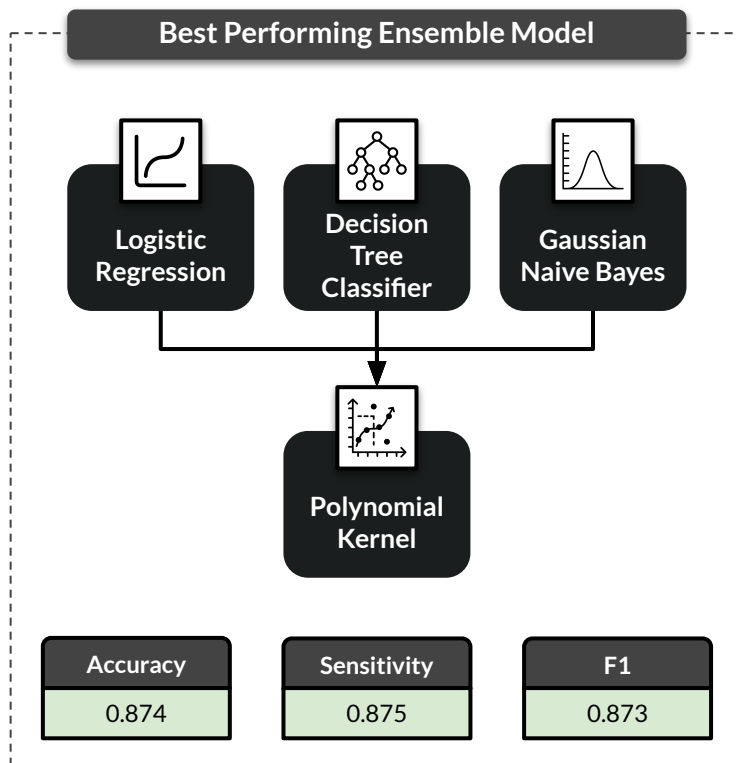 Best Performing Ensemble Model
Logistic
Regression
Decision
Tree
Classifier
Gaussian
Naive Bayes
Polynomial
Kernel
Accuracy
0.874
Sensitivity
0.875
F1
0.873